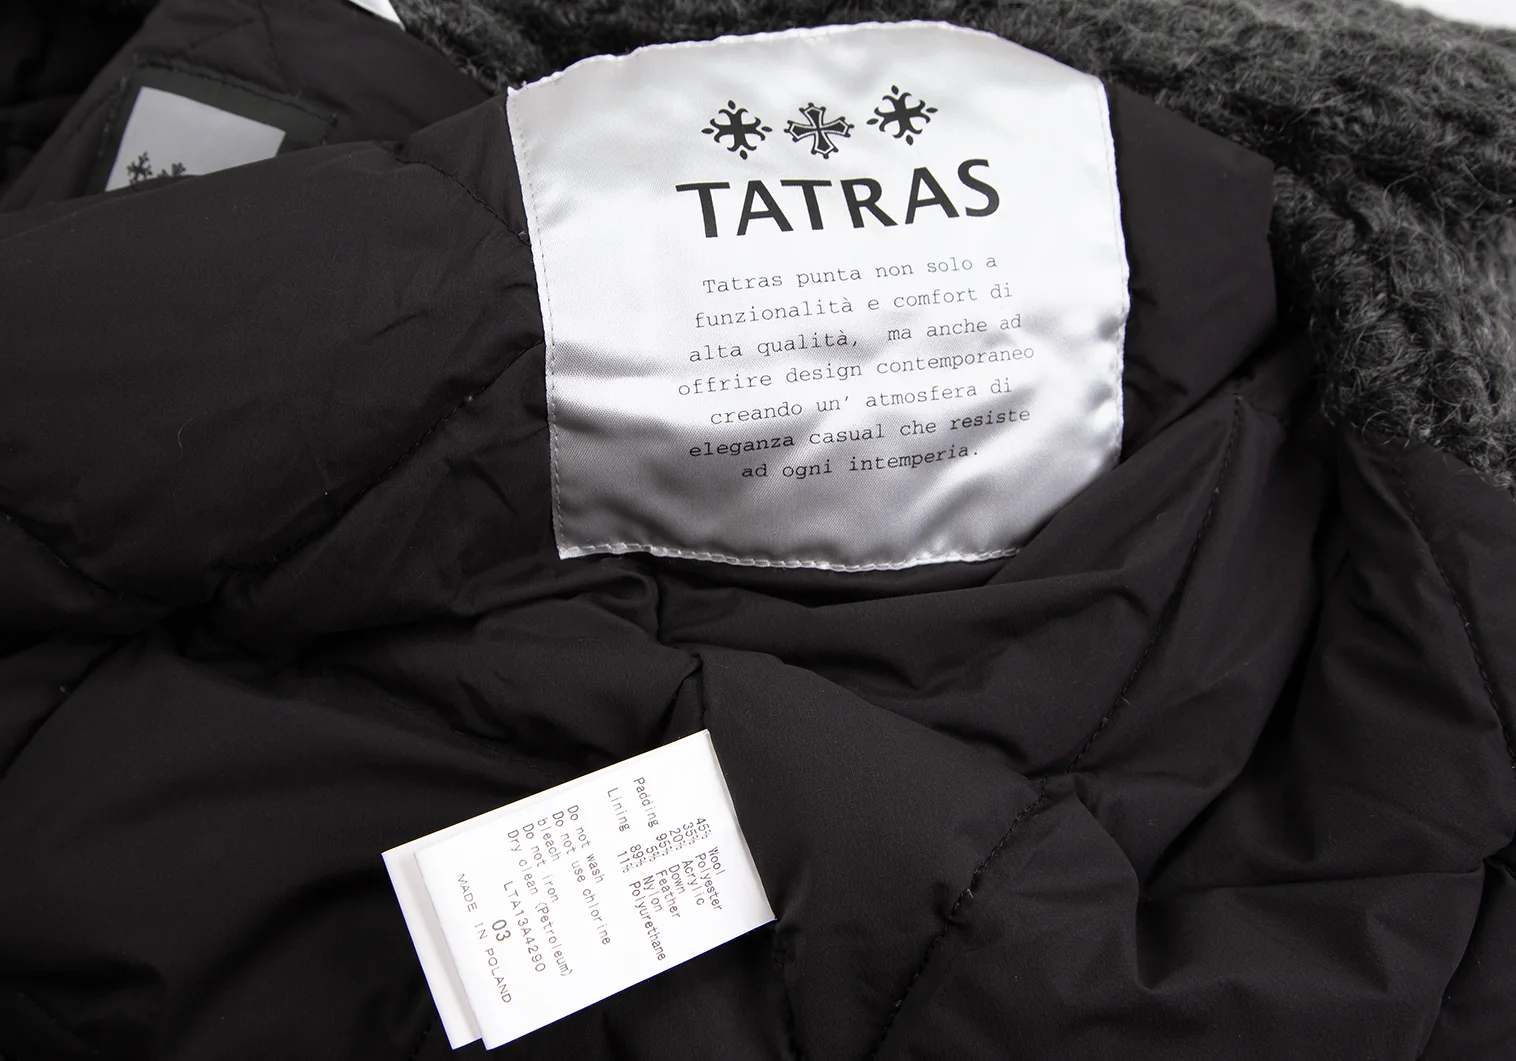 TATRAS
Tatras punta non solo a
funzionalità e comfort di
alta qualità, ma anche ad
offrire design contemporaneo
creando un' atmosfera di
eleganza casual che resiste
ad ogni intemperia.
45% Wool
35% Polyester
20% Acrylic
Padding 95% Down
5% Feather
Lining 89% Nylon
11% Polyurethane
Do not wash
Do not use chlorine
bleach
Do not iron
Dry clean (Petroleum)
LTA13A4290
03
MADE IN POLAND